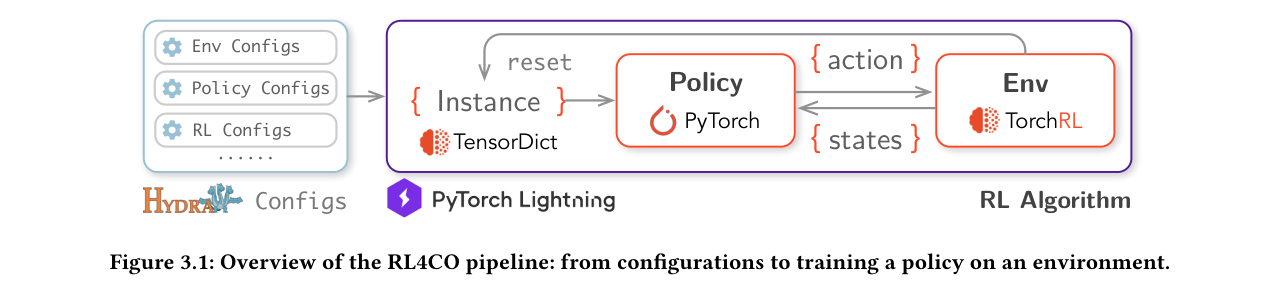 Env Configs
Policy Configs
RL Configs
......
HYDRA Configs
reset
{ Instance }
TensorDict
Policy
PyTorch
{ action }
{ states }
Env
TorchRL
PyTorch Lightning
RL Algorithm
Figure 3.1: Overview of the RL4CO pipeline: from configurations to training a policy on an environment.